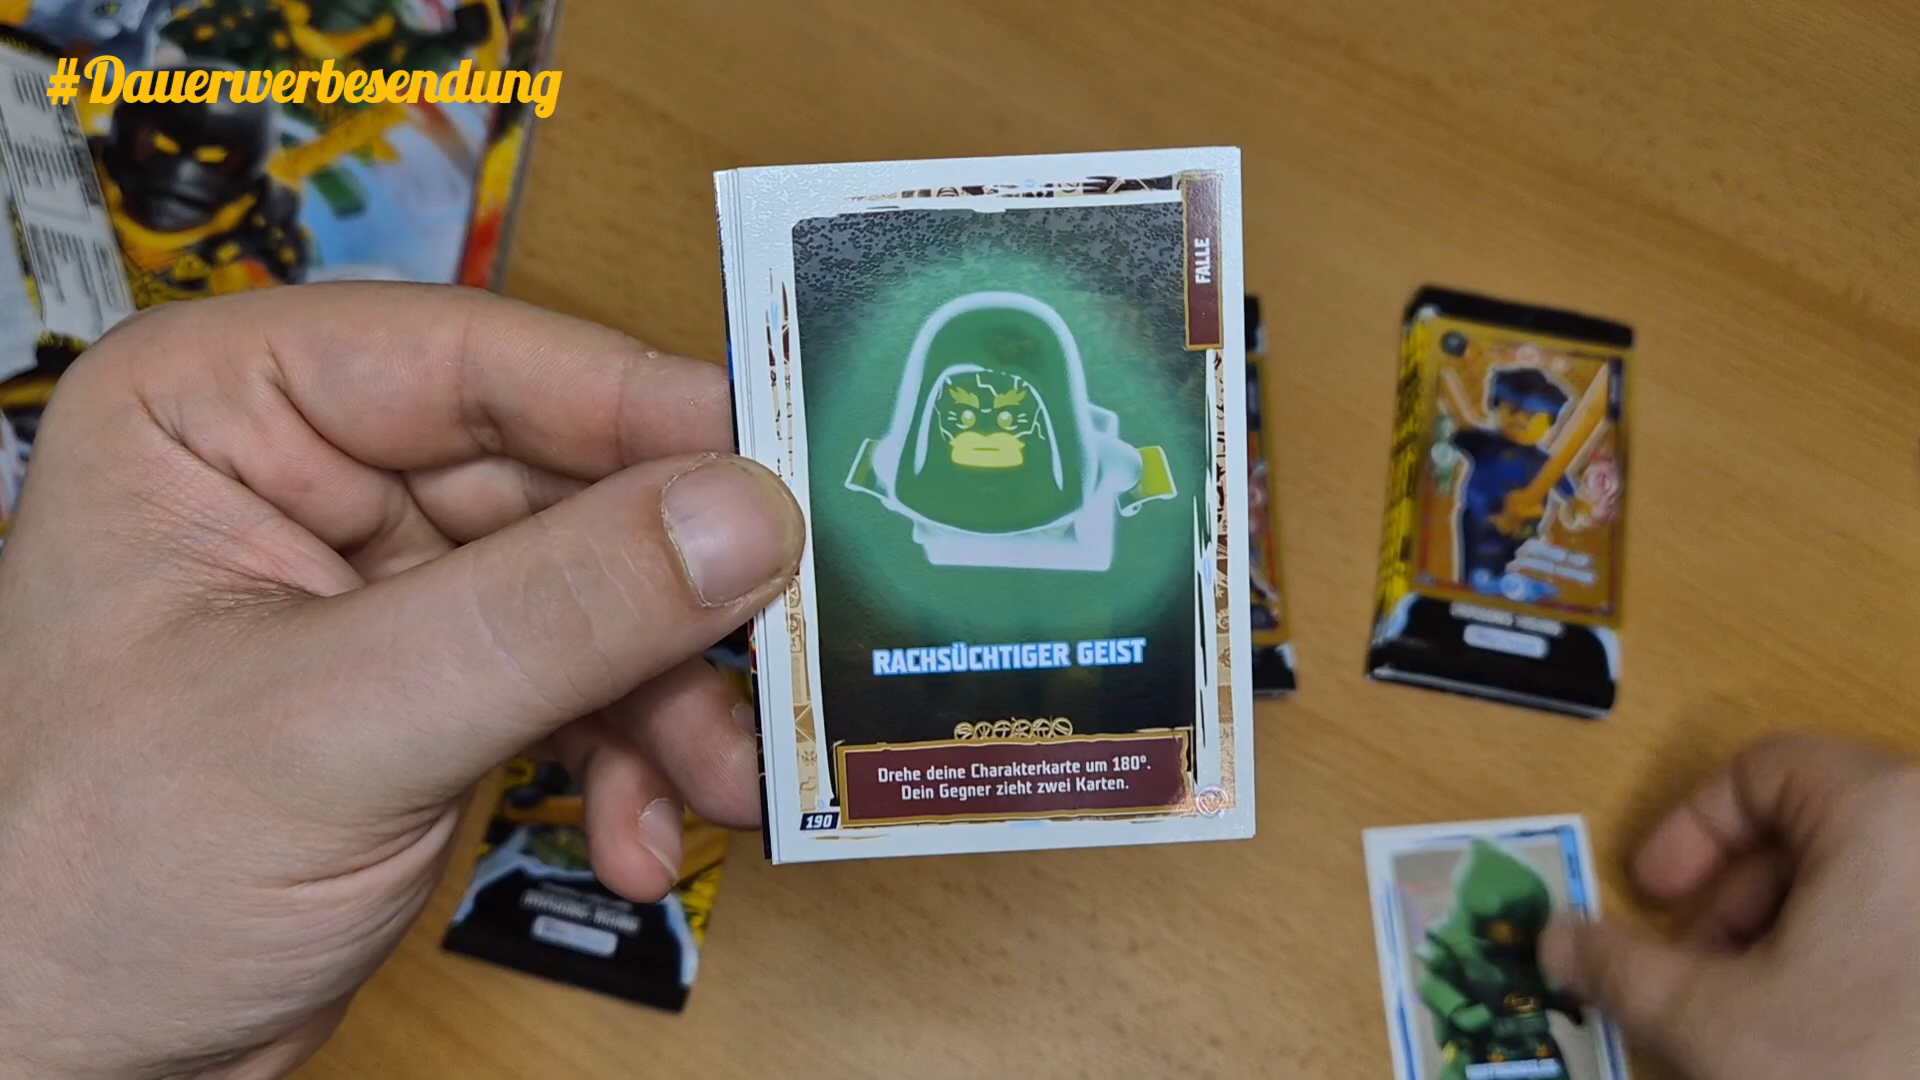 #Dauerwerbesendung
FALLE
RACHSÜCHTIGER GEIST
Drehe deine Charakterkarte um 180°.
Dein Gegner zieht zwei Karten.
190